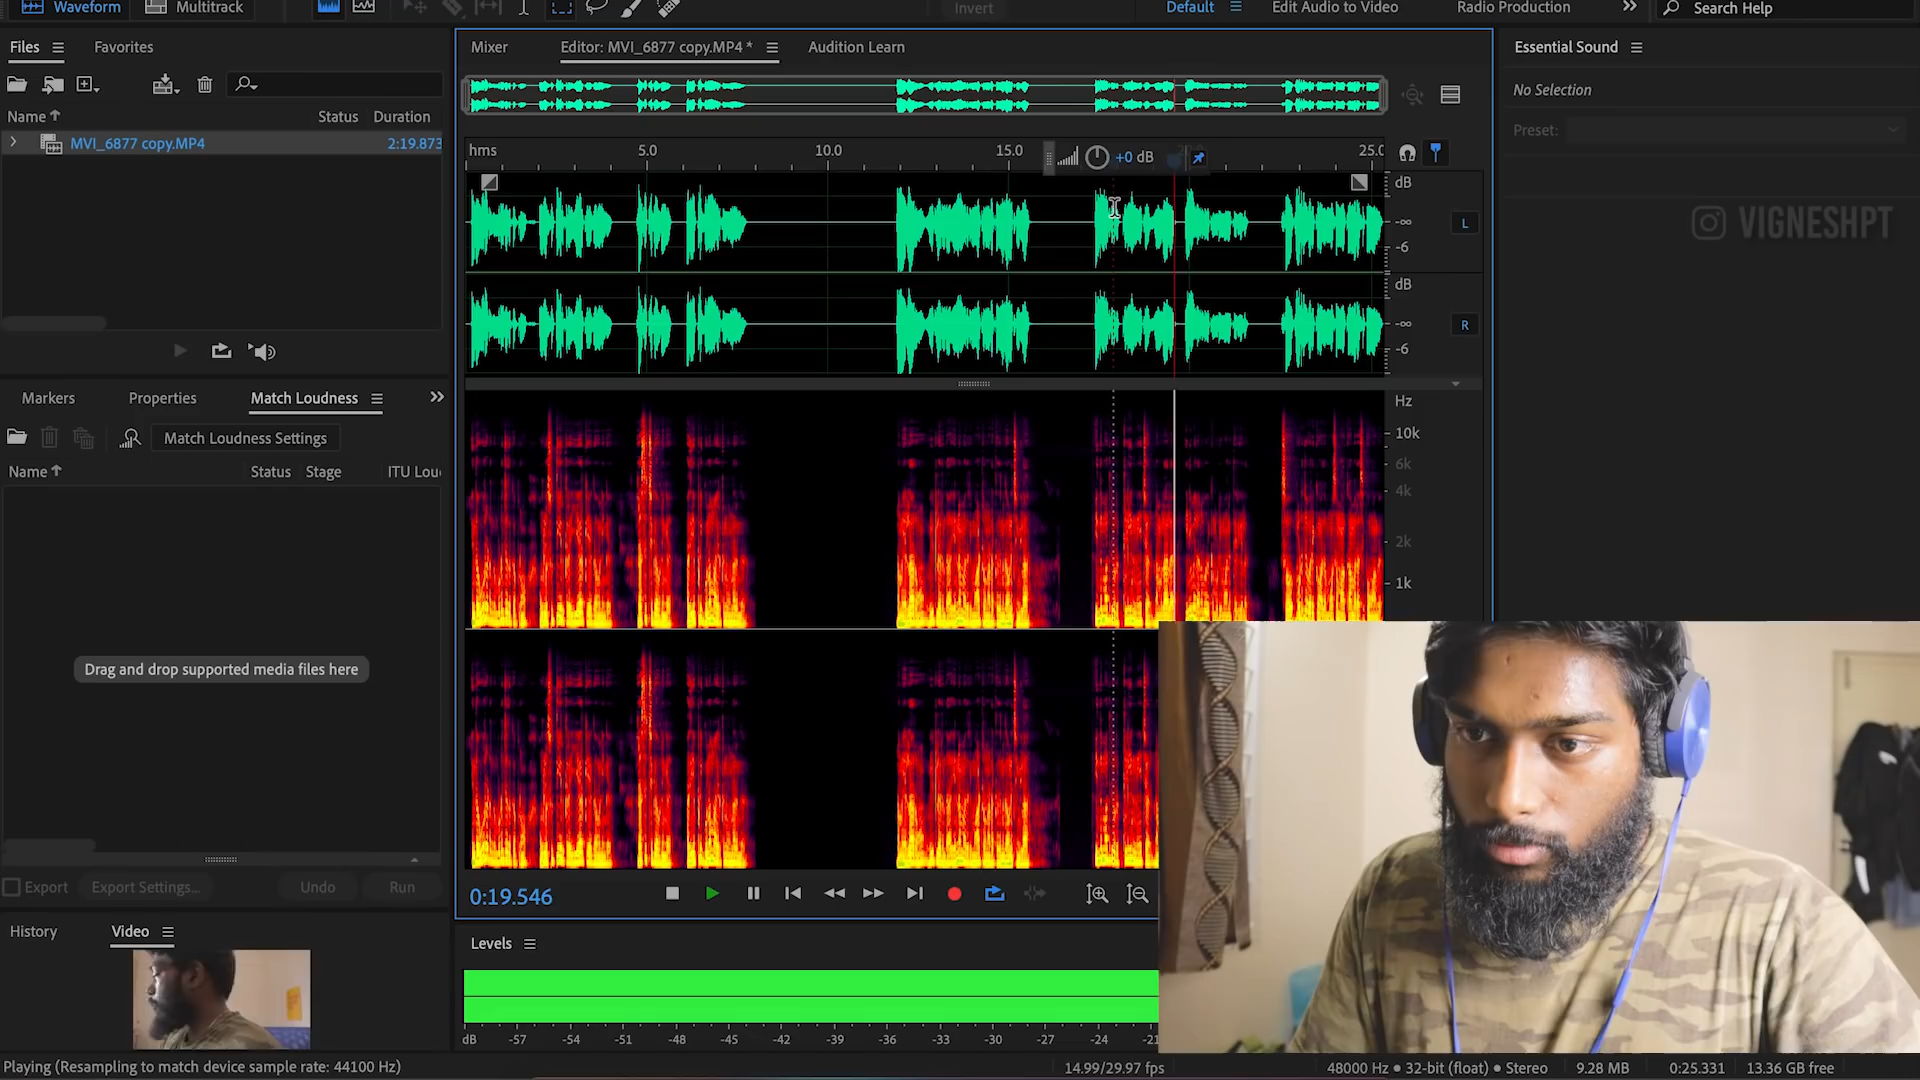 Waveform Multitrack Invert Default Edit Audio to Video Radio Production Search Help
Files Favorites
Name Status Duration
MVI_6877 copy.MP4 2:19.873
Markers Properties Match Loudness
Match Loudness Settings
Name Status Stage ITU Lou
Drag and drop supported media files here
Export Export Settings... Undo Run
History Video
Mixer Editor: MVI_6877 copy.MP4 * Audition Learn
hms 5.0 10.0 15.0 25.0
+0 dB
dB
-∞
-6
L
dB
-∞
-6
R
Hz
10k
6k
4k
2k
1k
0:19.546
Levels
dB -57 -54 -51 -48 -45 -42 -39 -36 -33 -30 -27 -24 -21
Essential Sound
No Selection
Preset:
VIGNESHPT
Playing (Resampling to match device sample rate: 44100 Hz) 14.99/29.97 fps 48000 Hz • 32-bit (float) • Stereo 9.28 MB 0:25.331 13.36 GB free